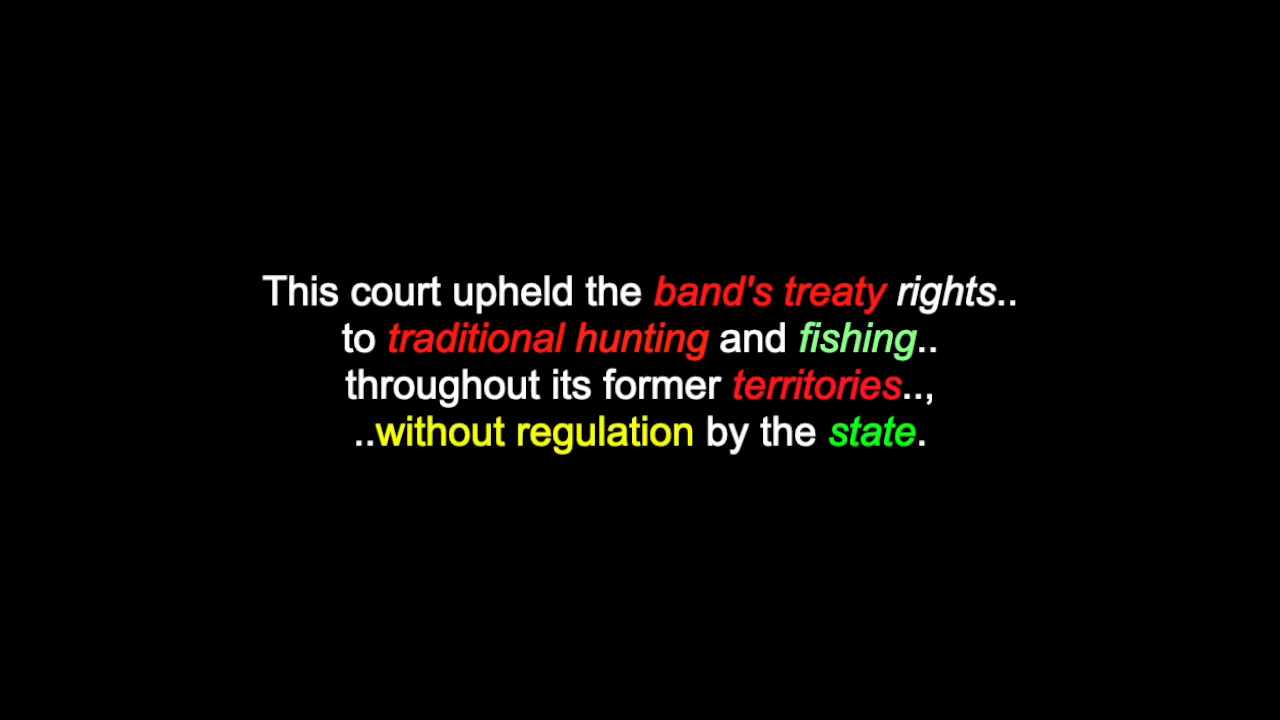 This court upheld the band's treaty rights..
to traditional hunting and fishing..
throughout its former territories..,
..without regulation by the state.